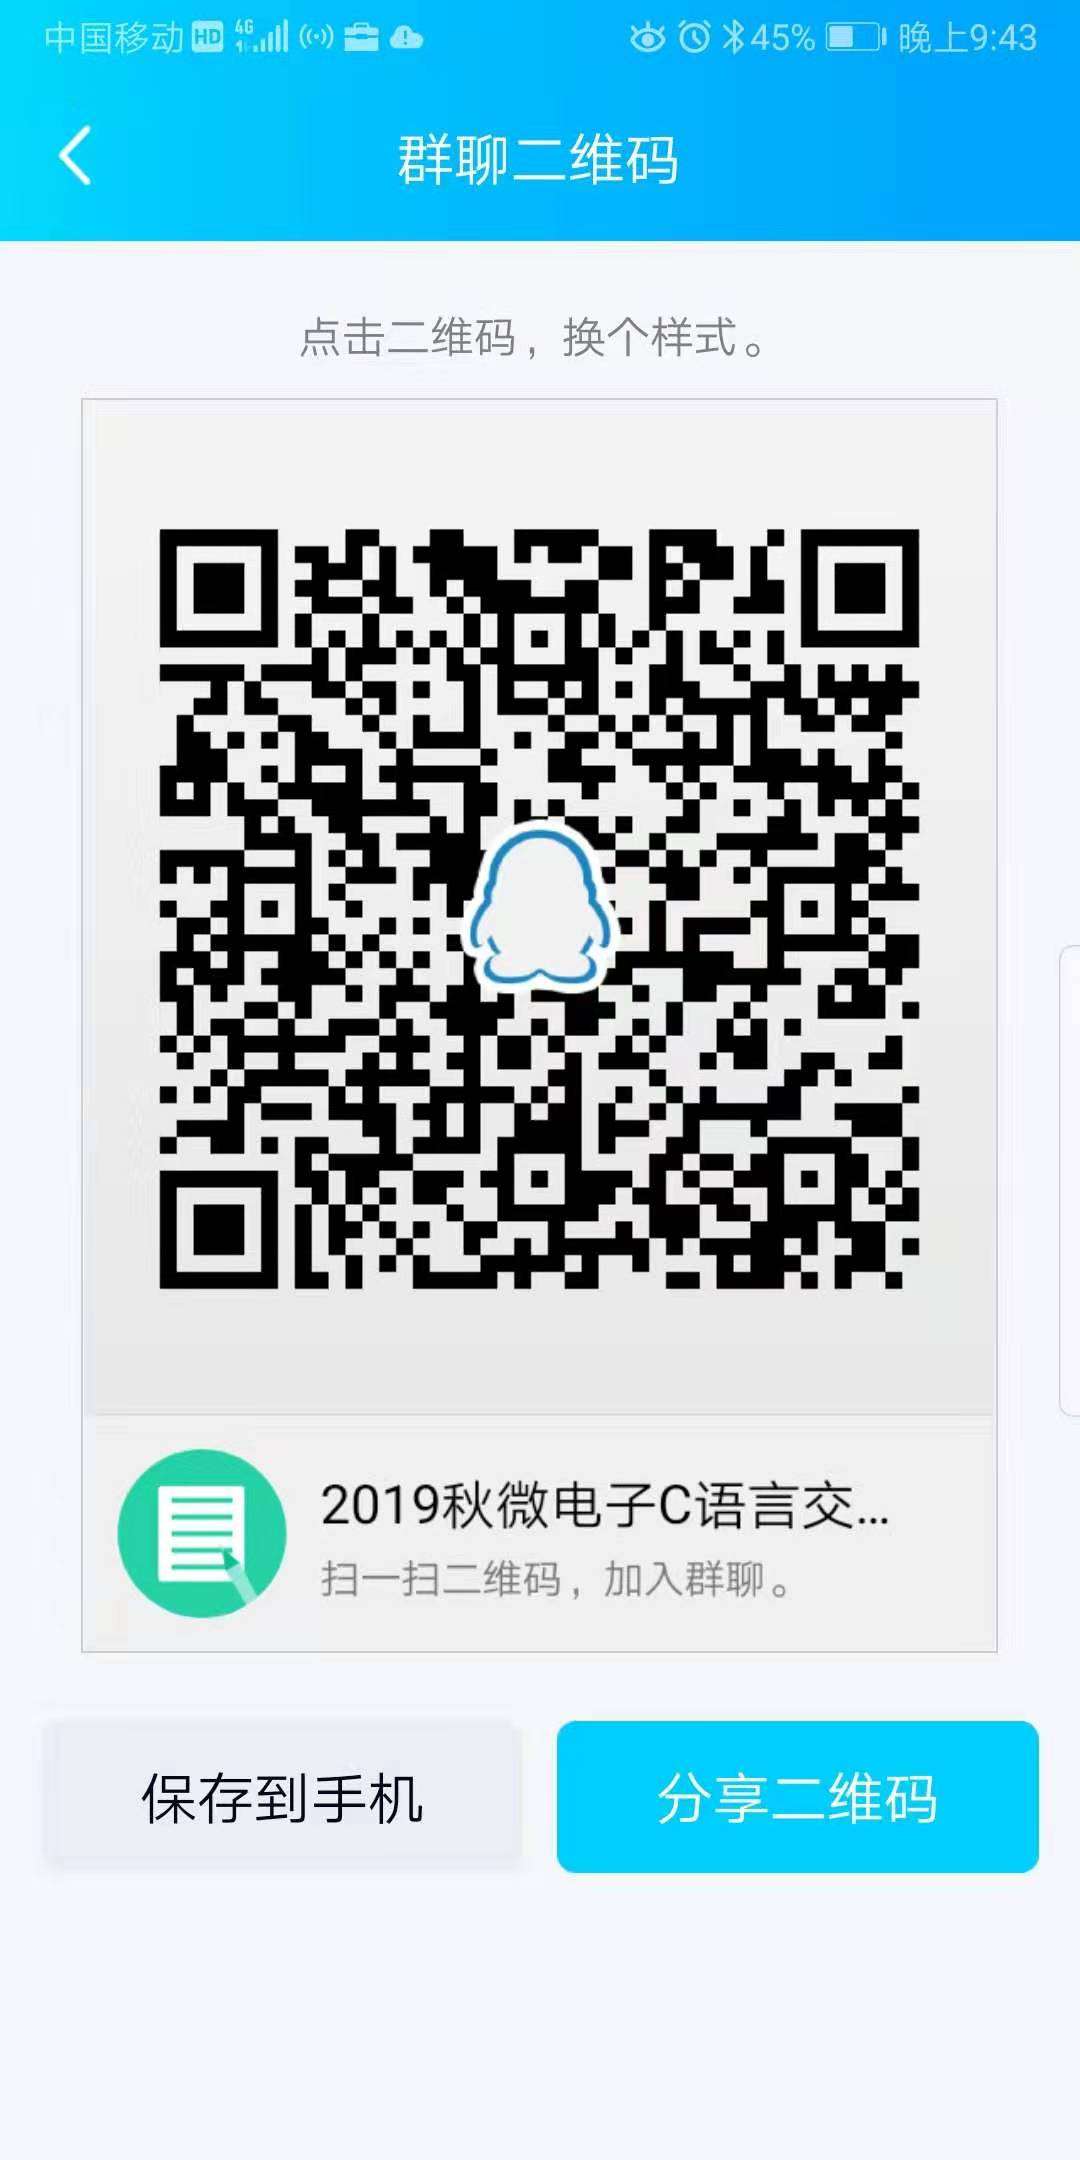 中国移动 HD 4G 45% 晚上9:43
群聊二维码
点击二维码，换个样式。
2019秋微电子C语言交...
扫一扫二维码，加入群聊。
保存到手机
分享二维码